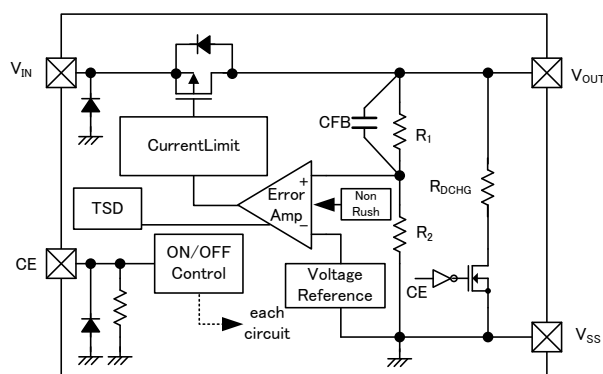 VIN
VOUT
CFB
R1
CurrentLimit
RDCHG
+
Error
Amp
−
Non
Rush
TSD
R2
CE
ON/OFF
Control
Voltage
Reference
CE
each
circuit
VSS